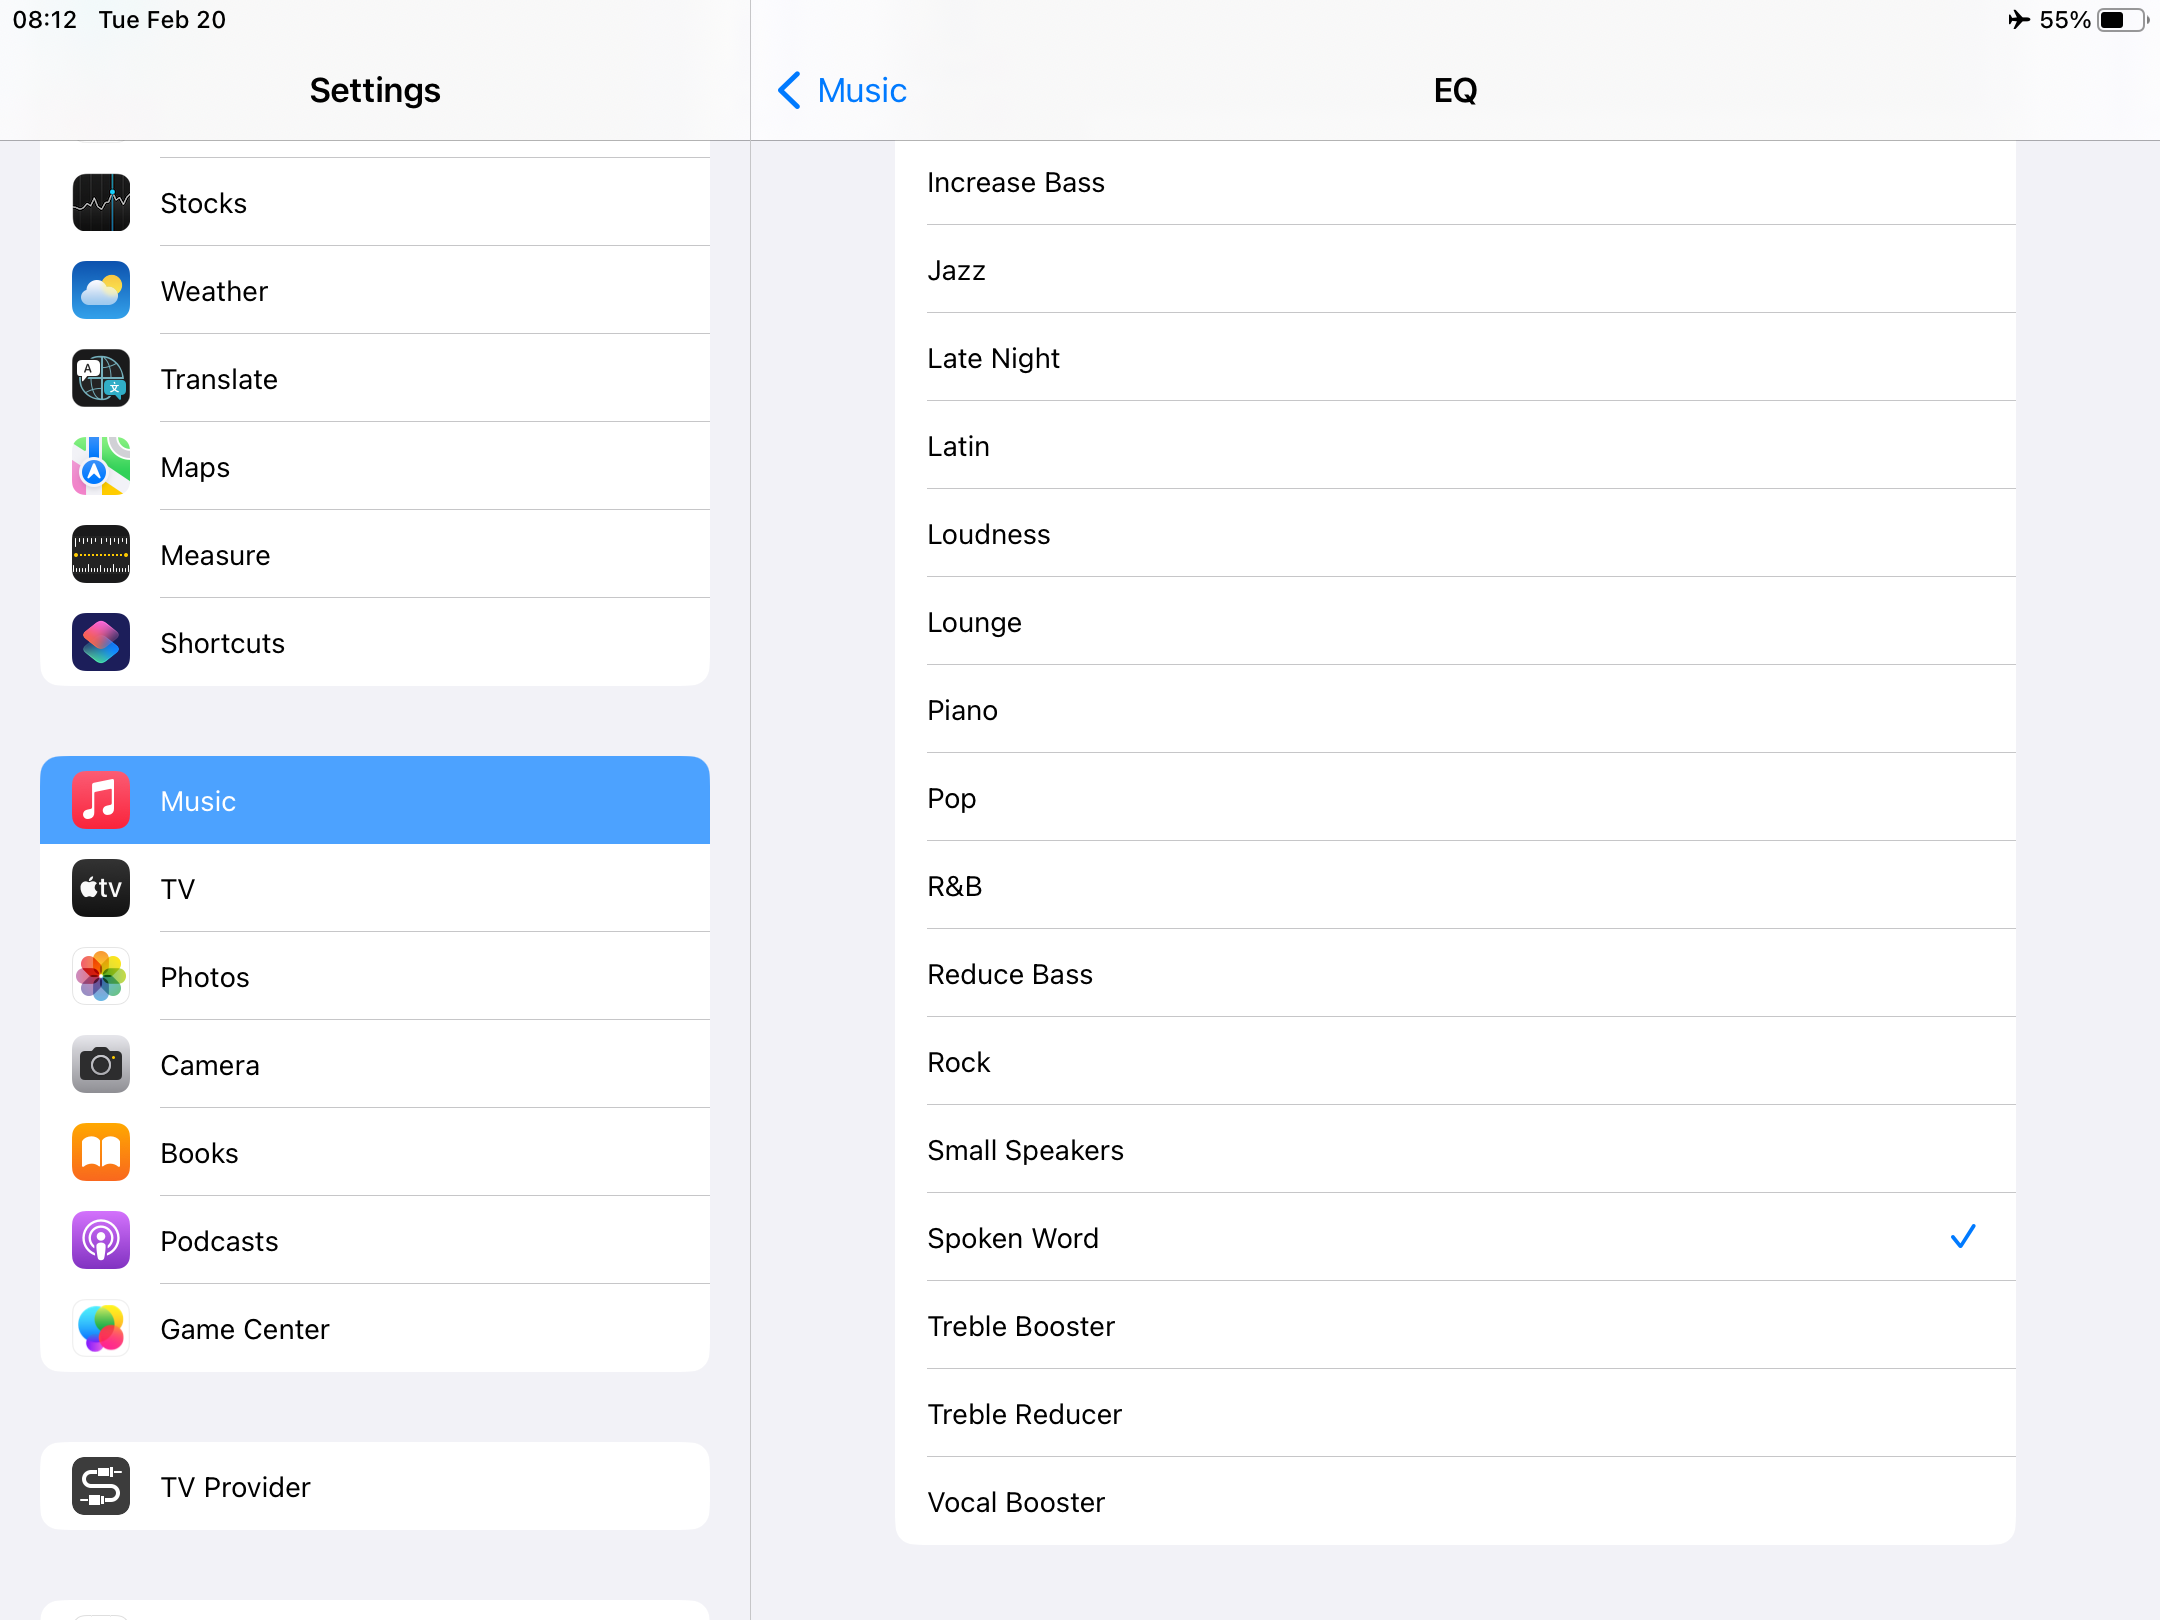 08:12 Tue Feb 20
55%
Settings
Stocks
Weather
A
文
Translate
Maps
Measure
Shortcuts
Music
tv
TV
Photos
Camera
Books
Podcasts
Game Center
TV Provider
Music
EQ
Increase Bass
Jazz
Late Night
Latin
Loudness
Lounge
Piano
Pop
R&B
Reduce Bass
Rock
Small Speakers
Spoken Word
Treble Booster
Treble Reducer
Vocal Booster